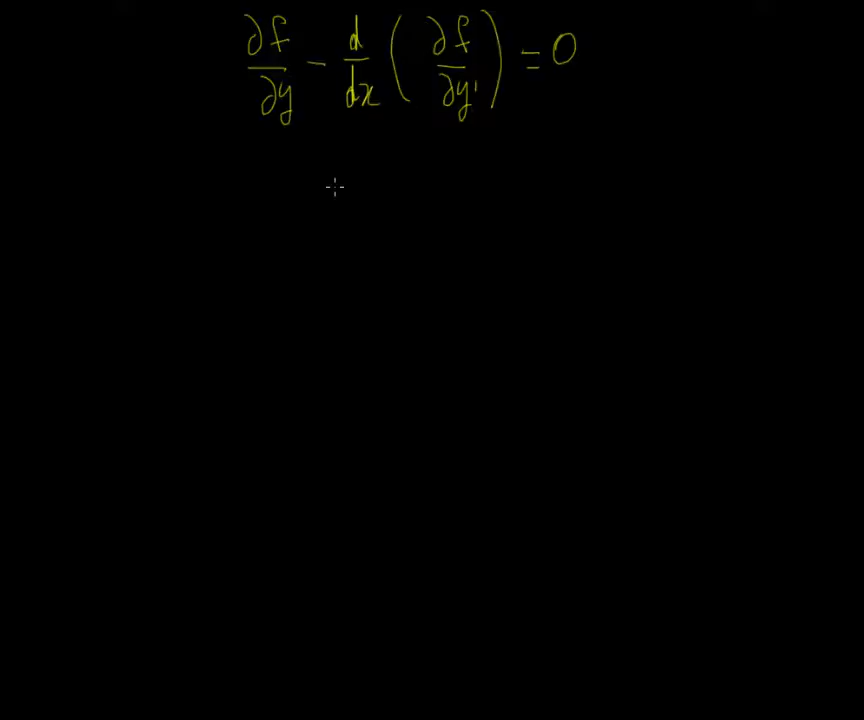 ∂f/∂y − d/dx (∂f/∂y') = 0